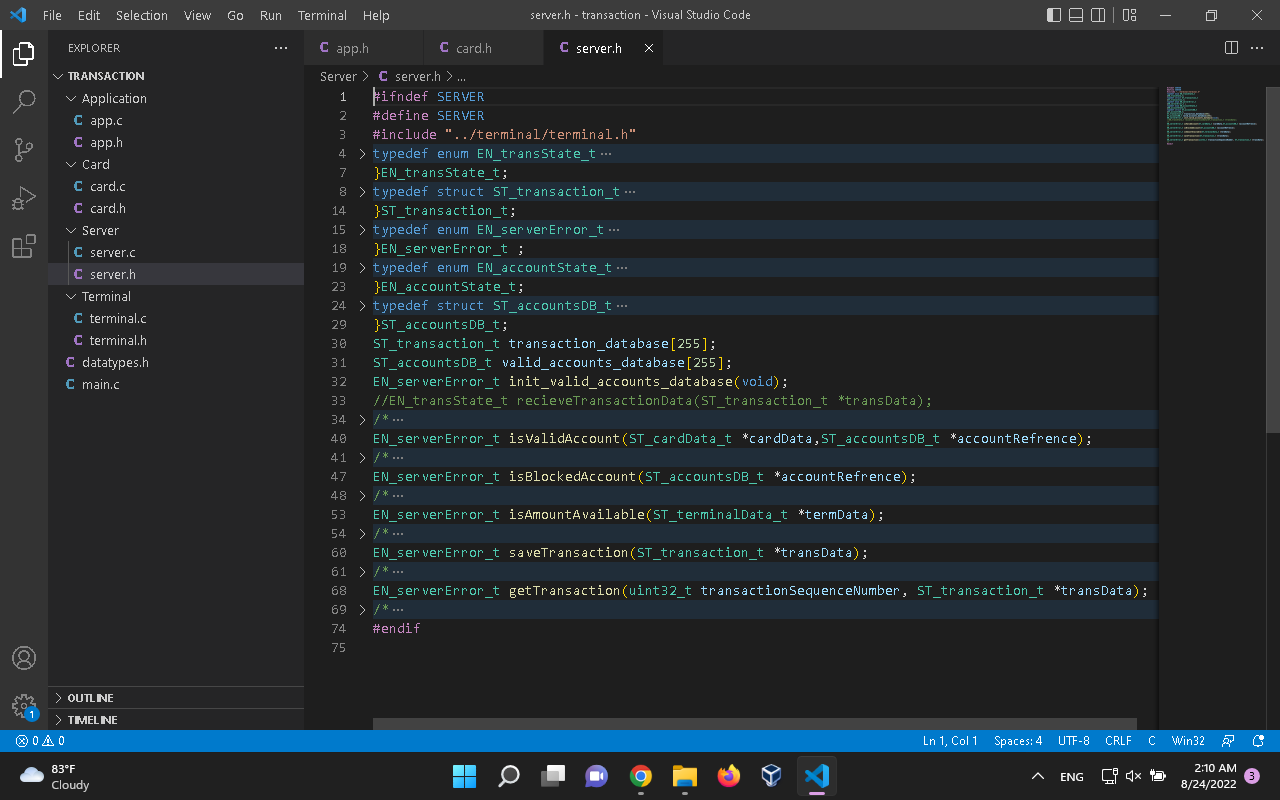 File Edit Selection View Go Run Terminal Help server.h - transaction - Visual Studio Code
EXPLORER
TRANSACTION
Application
C app.c
C app.h
Card
C card.c
C card.h
Server
C server.c
C server.h
Terminal
C terminal.c
C terminal.h
C datatypes.h
C main.c
OUTLINE
TIMELINE
1
C app.h C card.h C server.h
Server > C server.h > ...
1 #ifndef SERVER
2 #define SERVER
3 #include "../terminal/terminal.h"
4 > typedef enum EN_transState_t ...
7 }EN_transState_t;
8 > typedef struct ST_transaction_t ...
14 }ST_transaction_t;
15 > typedef enum EN_serverError_t ...
18 }EN_serverError_t ;
19 > typedef enum EN_accountState_t ...
23 }EN_accountState_t;
24 > typedef struct ST_accountsDB_t ...
29 }ST_accountsDB_t;
30 ST_transaction_t transaction_database[255];
31 ST_accountsDB_t valid_accounts_database[255];
32 EN_serverError_t init_valid_accounts_database(void);
33 //EN_transState_t recieveTransactionData(ST_transaction_t *transData);
34 > /* ...
40 EN_serverError_t isValidAccount(ST_cardData_t *cardData,ST_accountsDB_t *accountRefrence);
41 > /* ...
47 EN_serverError_t isBlockedAccount(ST_accountsDB_t *accountRefrence);
48 > /* ...
53 EN_serverError_t isAmountAvailable(ST_terminalData_t *termData);
54 > /* ...
60 EN_serverError_t saveTransaction(ST_transaction_t *transData);
61 > /* ...
68 EN_serverError_t getTransaction(uint32_t transactionSequenceNumber, ST_transaction_t *transData);
69 > /* ...
74 #endif
75
0 0 Ln 1, Col 1 Spaces: 4 UTF-8 CRLF C Win32
83°F
Cloudy
ENG
2:10 AM
8/24/2022
3